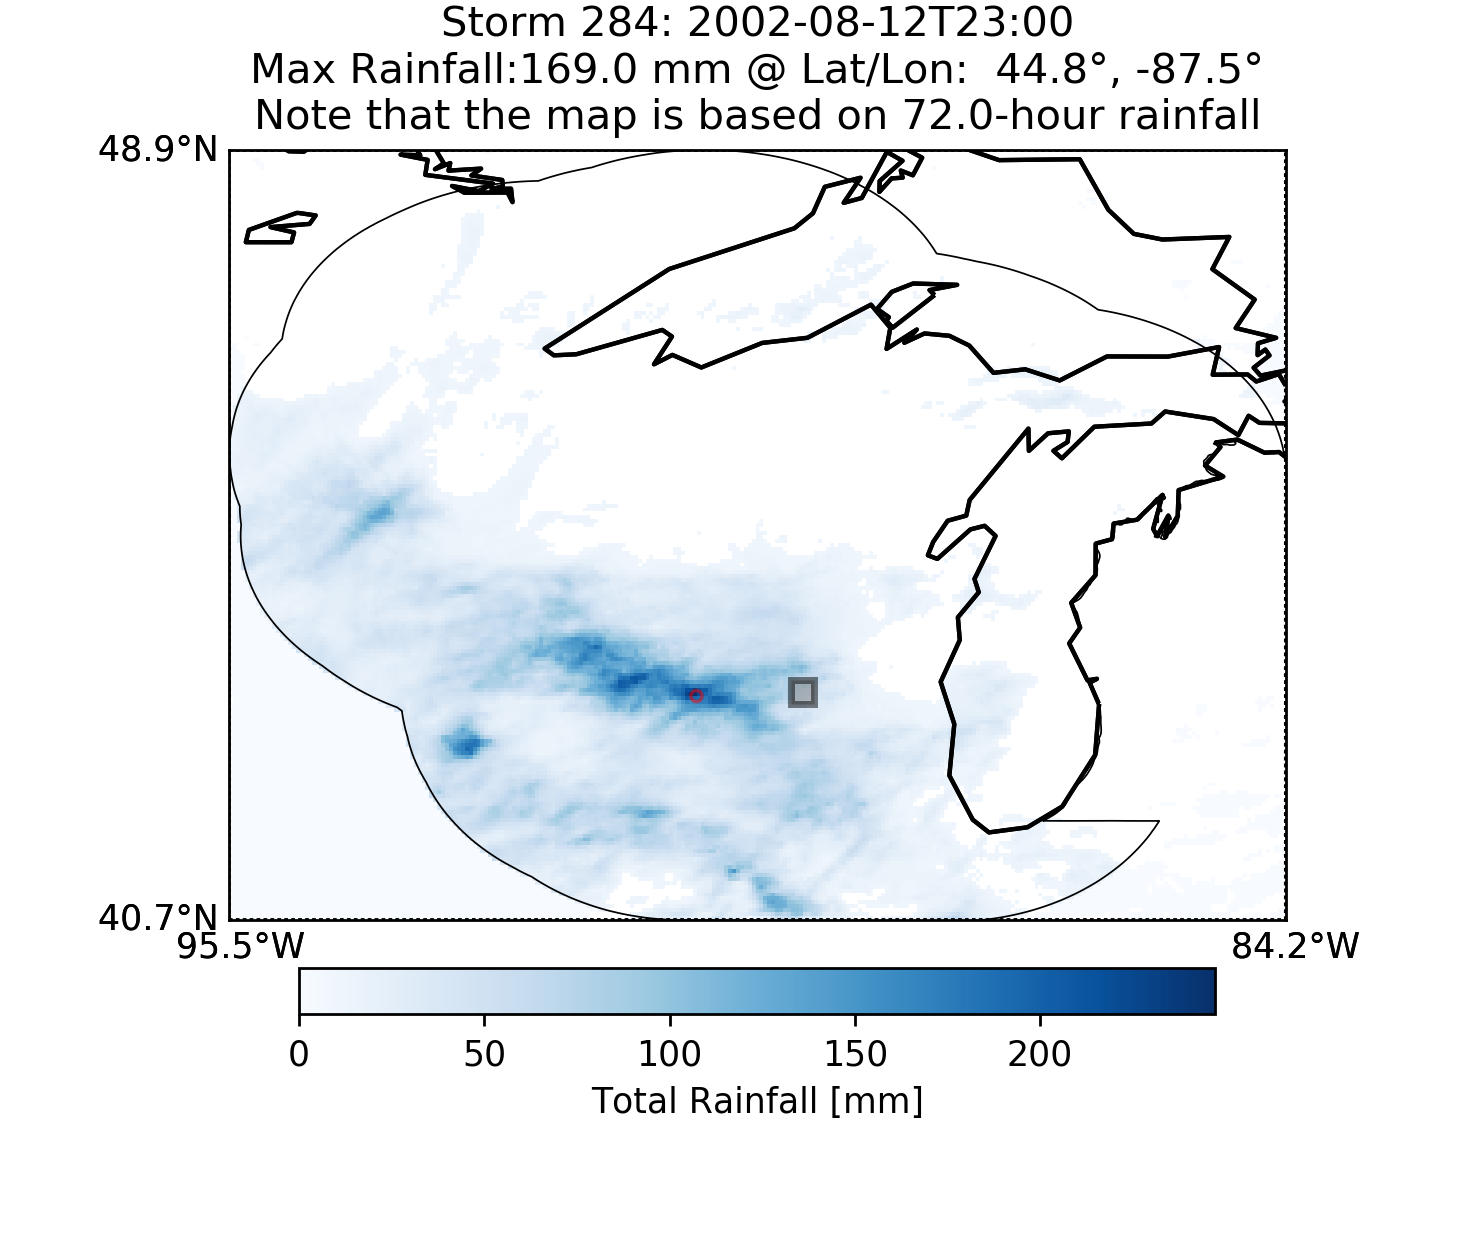 Storm 284: 2002-08-12T23:00
Max Rainfall:169.0 mm @ Lat/Lon:  44.8°, -87.5°
Note that the map is based on 72.0-hour rainfall
48.9°N
40.7°N
95.5°W
84.2°W
0
50
100
150
200
Total Rainfall [mm]